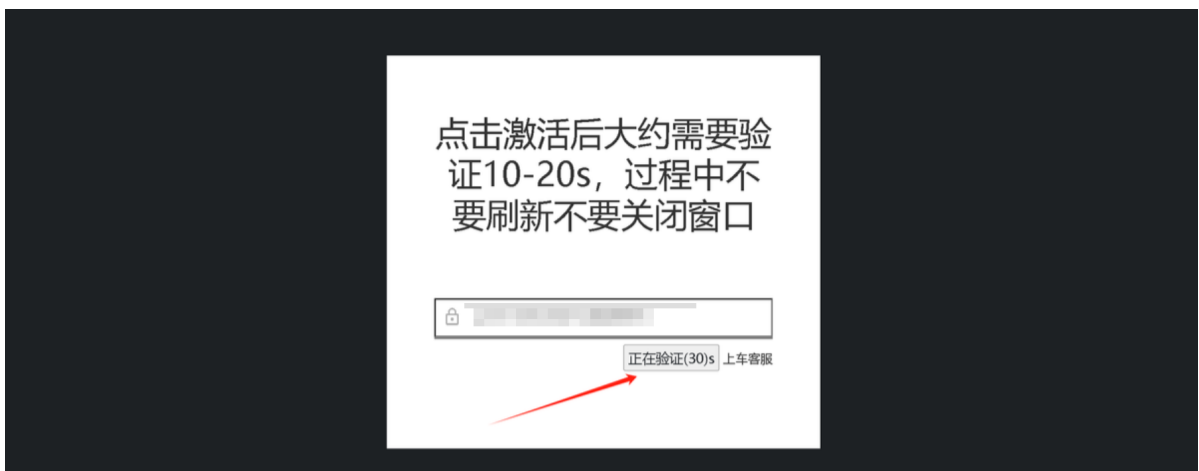 点击激活后大约需要验
证10-20s，过程中不
要刷新不要关闭窗口
正在验证(30)s 上车客服